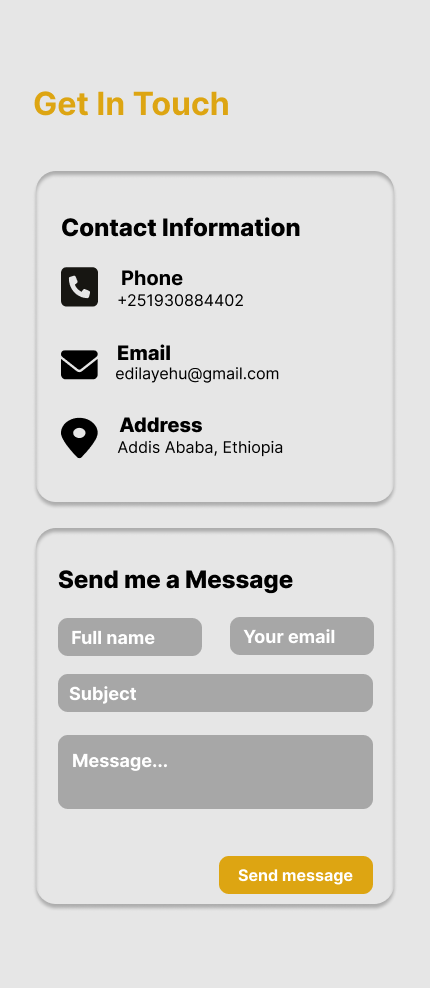 Get In Touch
Contact Information
Phone
+251930884402
Email
edilayehu@gmail.com
Address
Addis Ababa, Ethiopia
Send me a Message
Full name
Your email
Subject
Message...
Send message